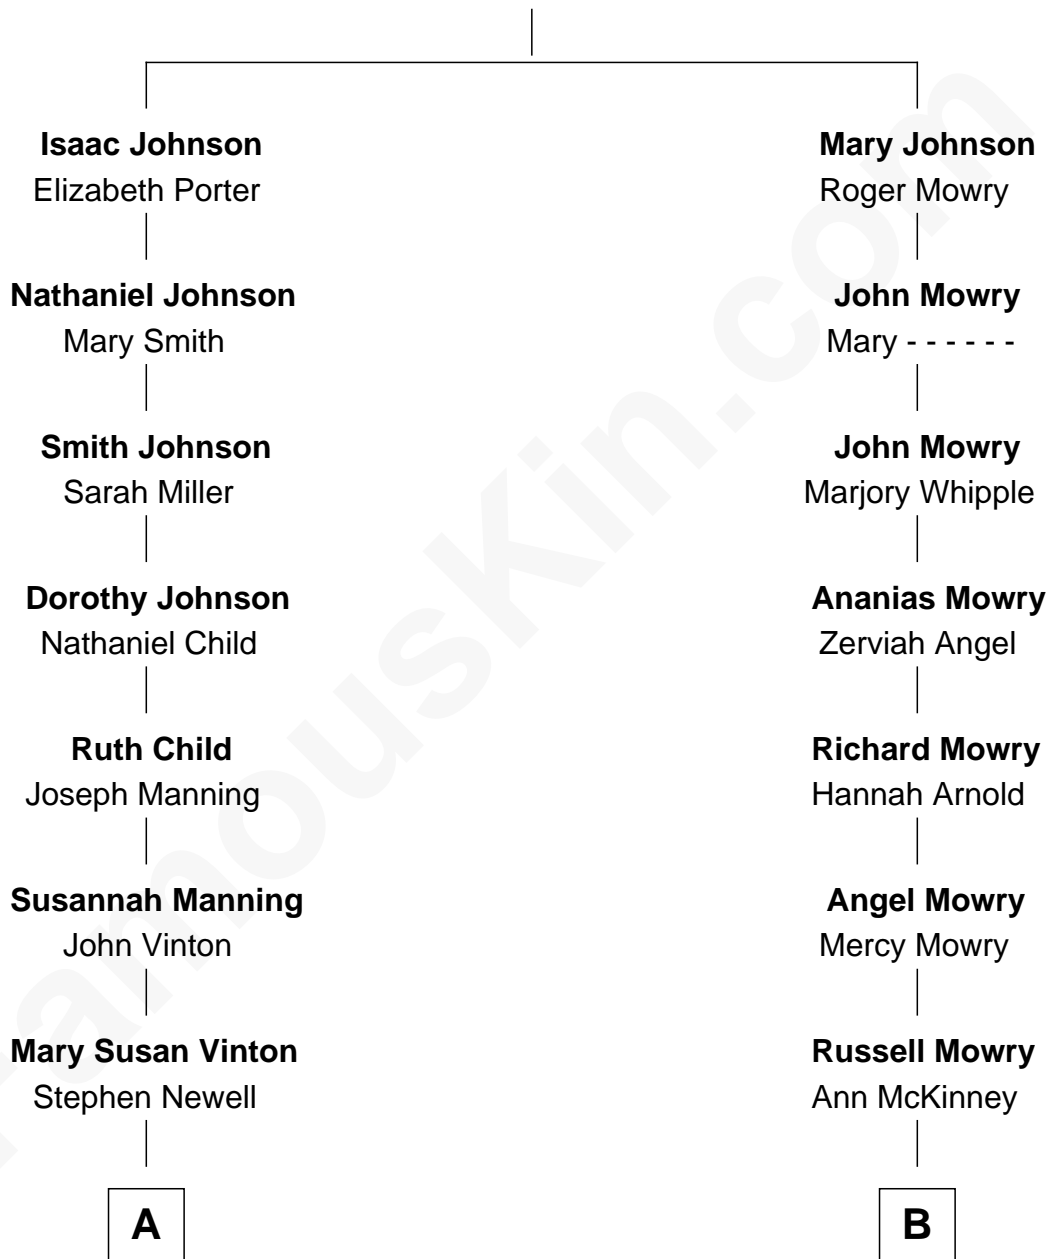 Isaac Johnson
Elizabeth Porter
Nathaniel Johnson
Mary Smith
Smith Johnson
Sarah Miller
Dorothy Johnson
Nathaniel Child
Ruth Child
Joseph Manning
Susannah Manning
John Vinton
Mary Susan Vinton
Stephen Newell
A
Mary Johnson
Roger Mowry
John Mowry
Mary - - - - - -
John Mowry
Marjory Whipple
Ananias Mowry
Zerviah Angel
Richard Mowry
Hannah Arnold
Angel Mowry
Mercy Mowry
Russell Mowry
Ann McKinney
B
FamousKin.com